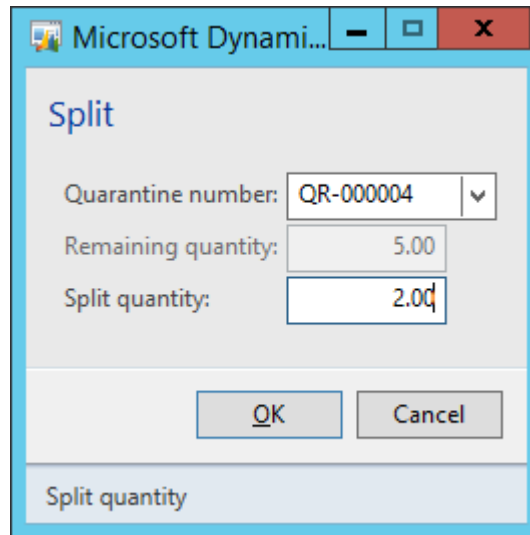 Microsoft Dynami...
Split
Quarantine number: QR-000004
Remaining quantity: 5.00
Split quantity: 2.00
OK Cancel
Split quantity